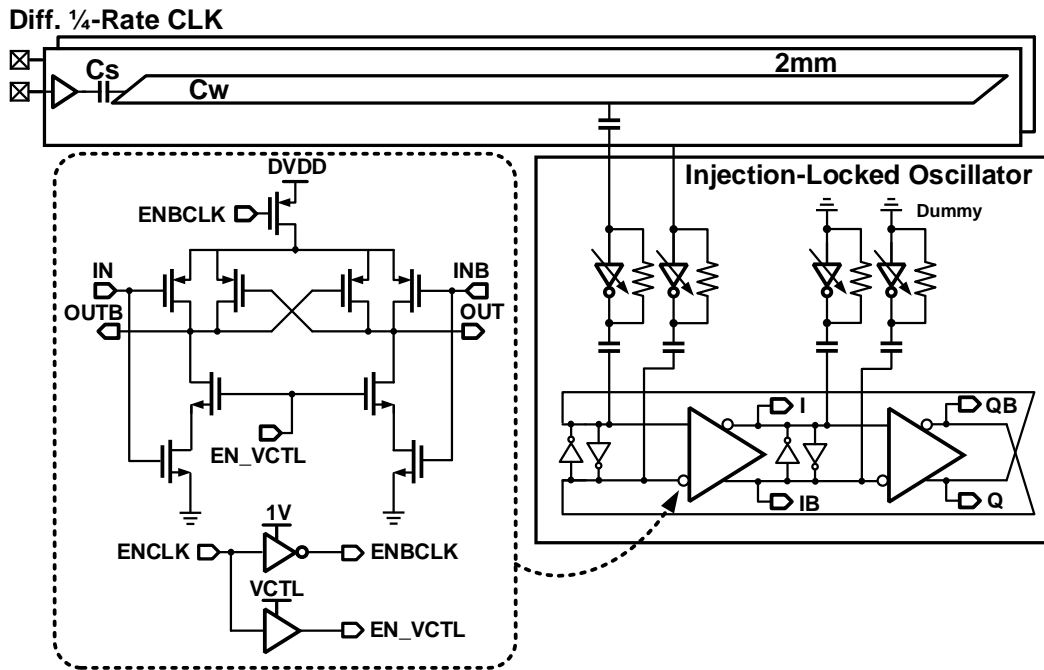 Diff. ¼-Rate CLK
Cs
Cw
2mm
DVDD
ENBCLK
IN
INB
OUTB
OUT
EN_VCTL
1V
ENCLK
ENBCLK
VCTL
EN_VCTL
Injection-Locked Oscillator
Dummy
I
QB
IB
Q